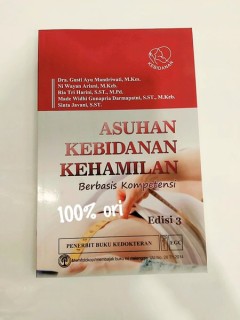 KEBIDANAN
Dra. Gusti Ayu Mandriwati, M.Kes.
Ni Wayan Ariani, M.Keb.
Rin Tri Harini, S.ST., M.Pd.
Made Widhi Gunapria Darmapatni, S.ST., M.Keb.
Sinta Javani, S.ST.
ASUHAN
KEBIDANAN
KEHAMILAN
Berbasis Kompetensi
100% ori
Edisi 3
PENERBIT BUKU KEDOKTERAN
EGC